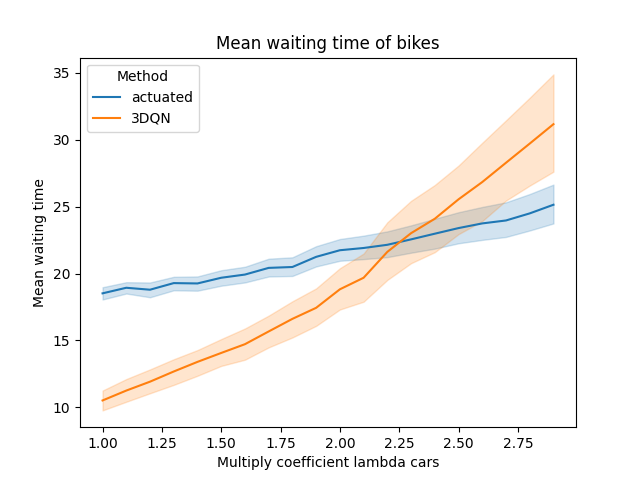 Mean waiting time of bikes
Method
actuated
3DQN
35
30
25
20
15
10
Mean waiting time
1.00 1.25 1.50 1.75 2.00 2.25 2.50 2.75
Multiply coefficient lambda cars